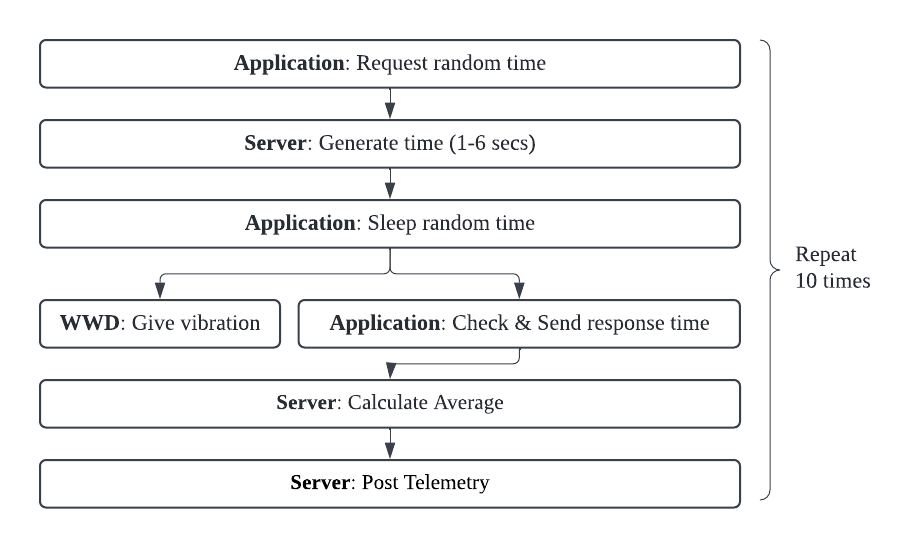 Application: Request random time
Server: Generate time (1-6 secs)
Application: Sleep random time
Repeat
10 times
WWD: Give vibration
Application: Check & Send response time
Server: Calculate Average
Server: Post Telemetry